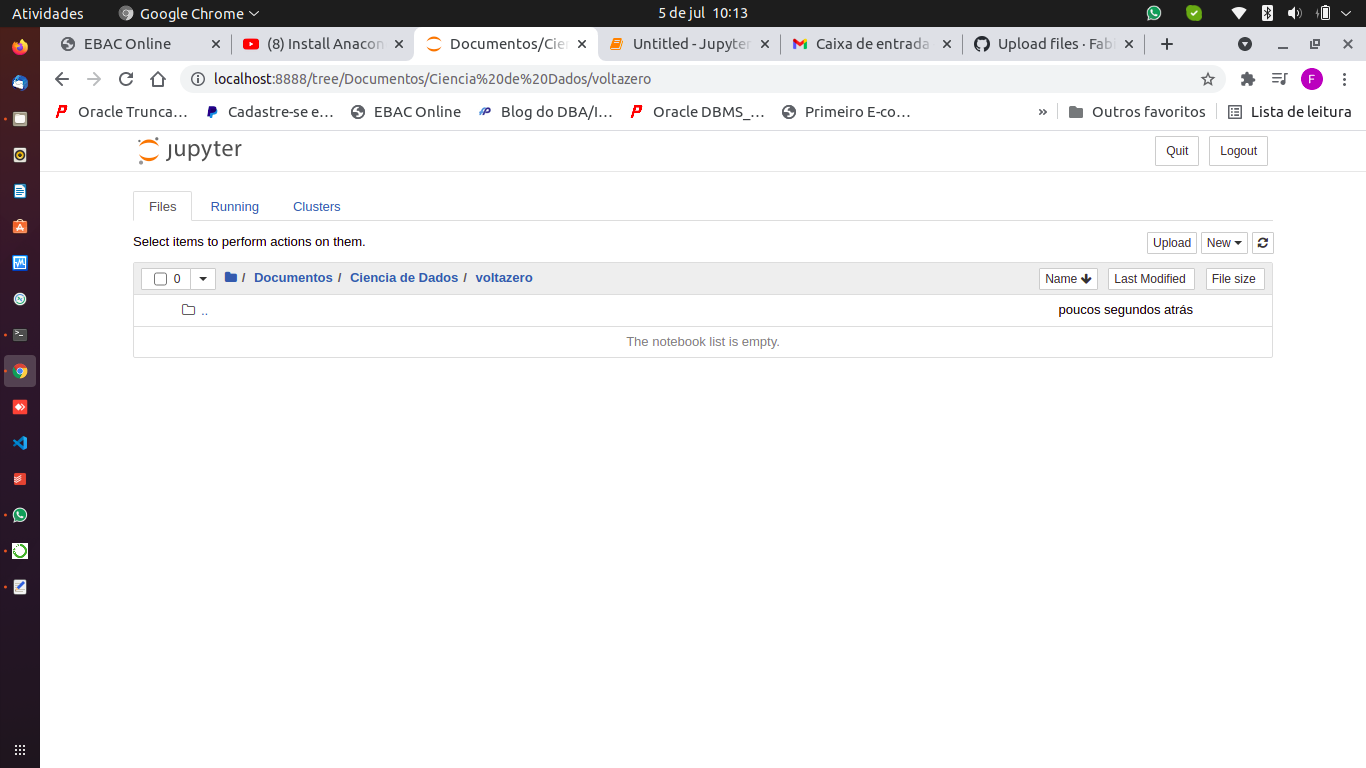 Atividades Google Chrome 5 de jul 10:13
EBAC Online (8) Install Anacon Documentos/Cie Untitled - Jupyter Caixa de entrada Upload files · Fab
localhost:8888/tree/Documentos/Ciencia%20de%20Dados/voltazero F
Oracle Trunca… Cadastre-se e… EBAC Online Blog do DBA/I… Oracle DBMS_… Primeiro E-co… » Outros favoritos Lista de leitura
jupyter Quit Logout
Files Running Clusters
Select items to perform actions on them. Upload New
0 / Documentos / Ciencia de Dados / voltazero Name Last Modified File size
.. poucos segundos atrás
The notebook list is empty.